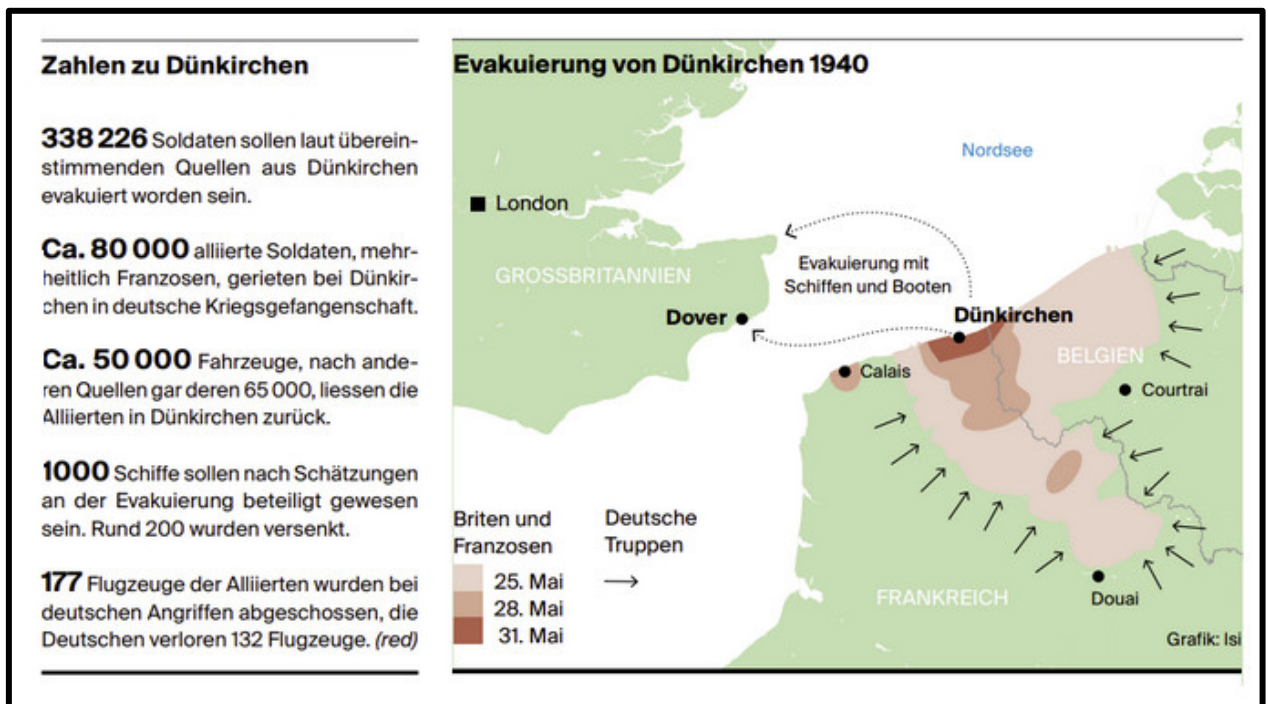 Zahlen zu Dünkirchen
338 226 Soldaten sollen laut überein-
stimmenden Quellen aus Dünkirchen
evakuiert worden sein.
Ca. 80 000 alliierte Soldaten, mehr-
heitlich Franzosen, gerieten bei Dünkir-
chen in deutsche Kriegsgefangenschaft.
Ca. 50 000 Fahrzeuge, nach ande-
ren Quellen gar deren 65 000, liessen die
Alliierten in Dünkirchen zurück.
1000 Schiffe sollen nach Schätzungen
an der Evakuierung beteiligt gewesen
sein. Rund 200 wurden versenkt.
177 Flugzeuge der Alliierten wurden bei
deutschen Angriffen abgeschossen, die
Deutschen verloren 132 Flugzeuge. (red)
Evakuierung von Dünkirchen 1940
Nordsee
London
GROSSBRITANNIEN
Evakuierung mit
Schiffen und Booten
Dover
Dünkirchen
BELGIEN
Calais
Courtrai
Briten und
Franzosen
25. Mai
28. Mai
31. Mai
Deutsche
Truppen
FRANKREICH
Douai
Grafik: Isi